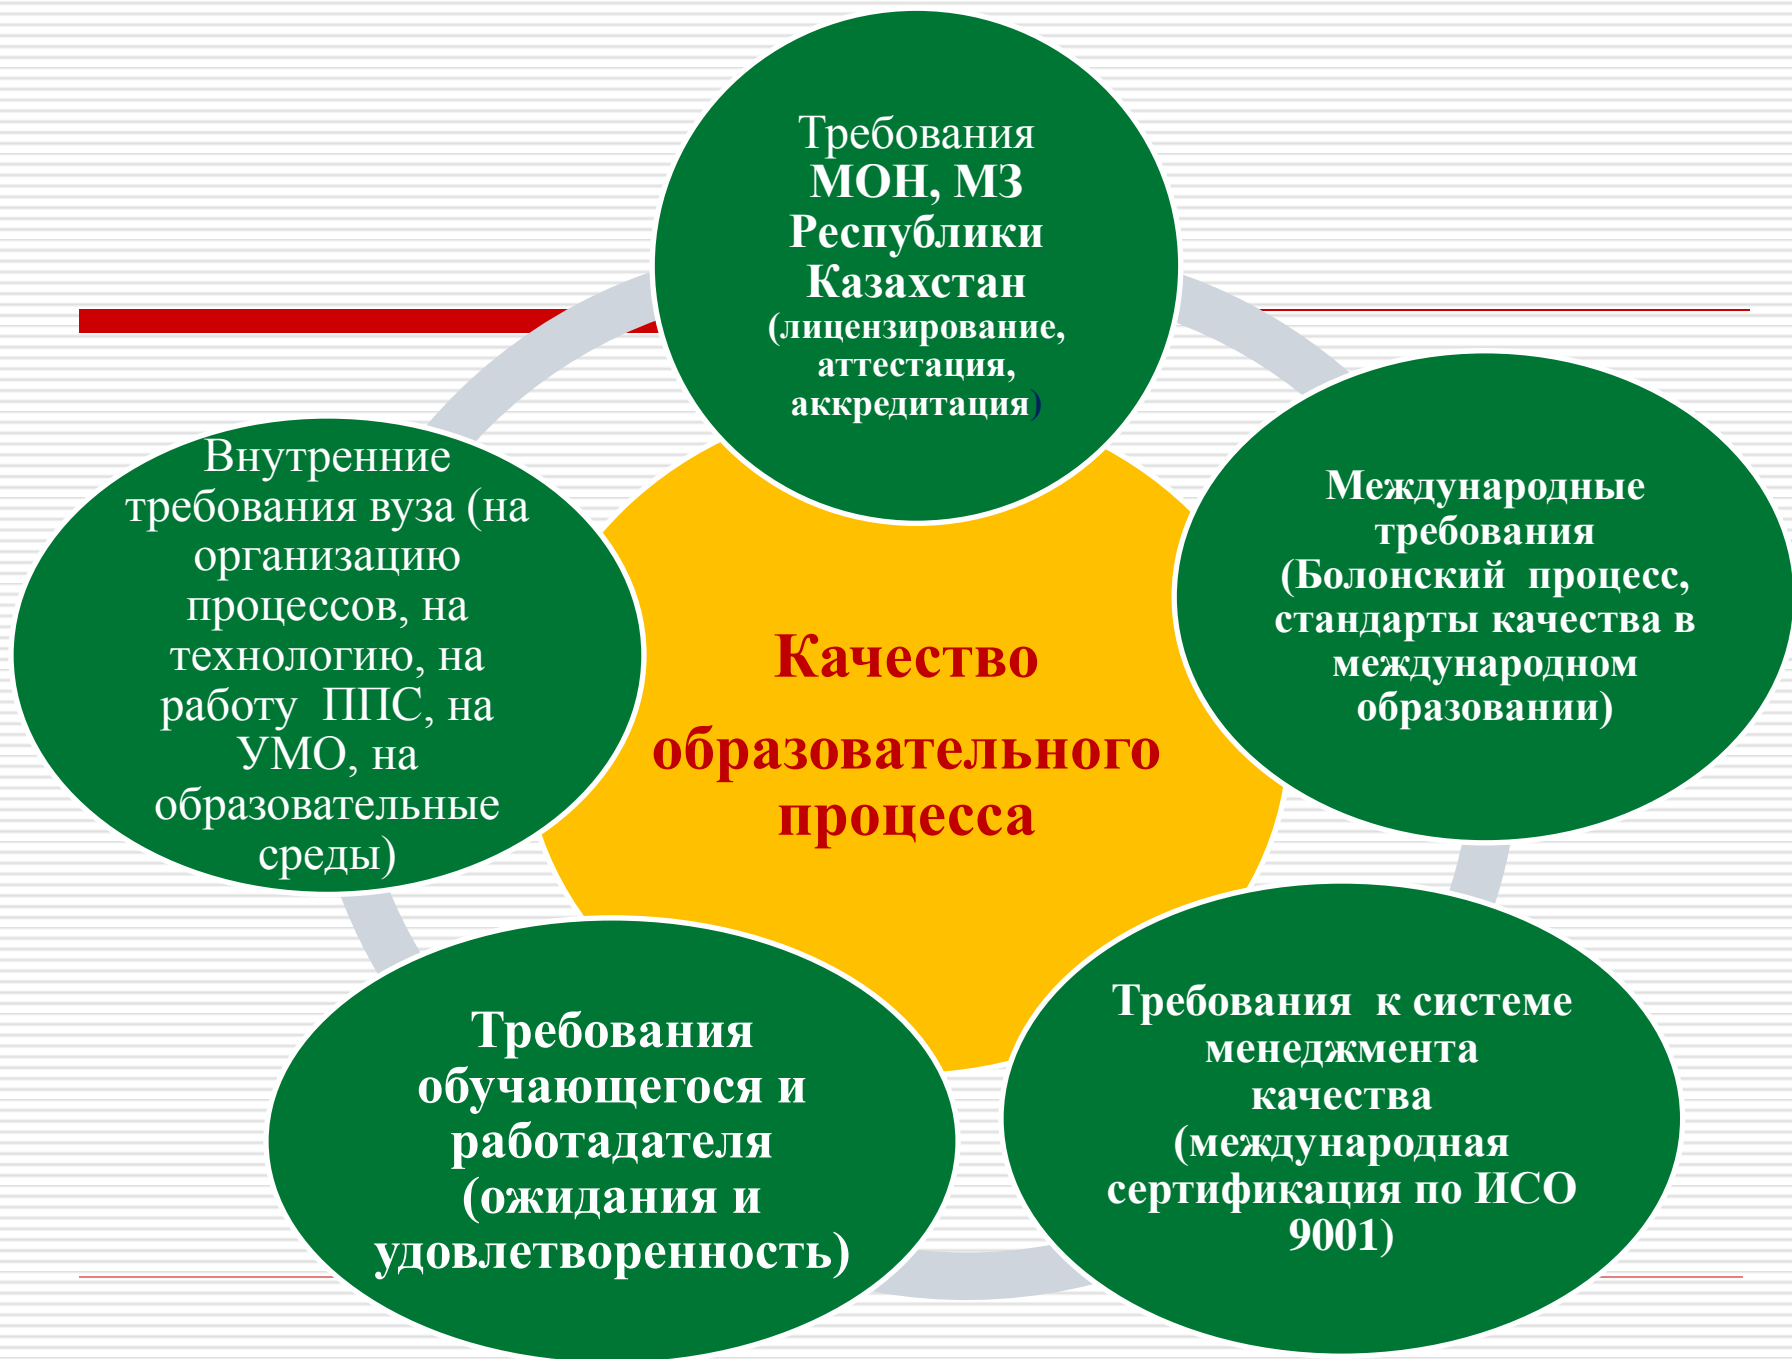 Требования
МОН, МЗ
Республики
Казахстан
(лицензирование,
аттестация,
аккредитация)
Международные
требования
(Болонский процесс,
стандарты качества в
международном
образовании)
Требования к системе
менеджмента
качества
(международная
сертификация по ИСО
9001)
Требования
обучающегося и
работадателя
(ожидания и
удовлетворенность)
Внутренние
требования вуза (на
организацию
процессов, на
технологию, на
работу ППС, на
УМО, на
образовательные
среды)
Качество
образовательного
процесса